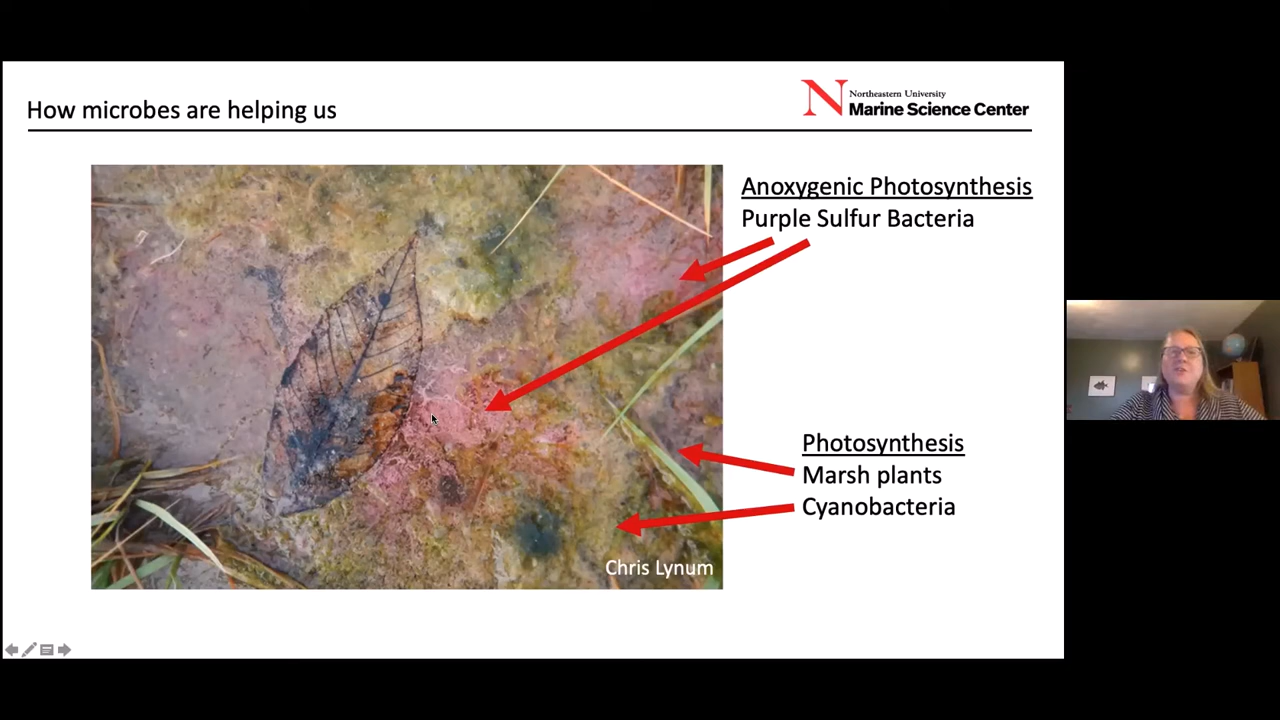 How microbes are helping us
N Northeastern University
Marine Science Center
Anoxygenic Photosynthesis
Purple Sulfur Bacteria
Photosynthesis
Marsh plants
Cyanobacteria
Chris Lynum